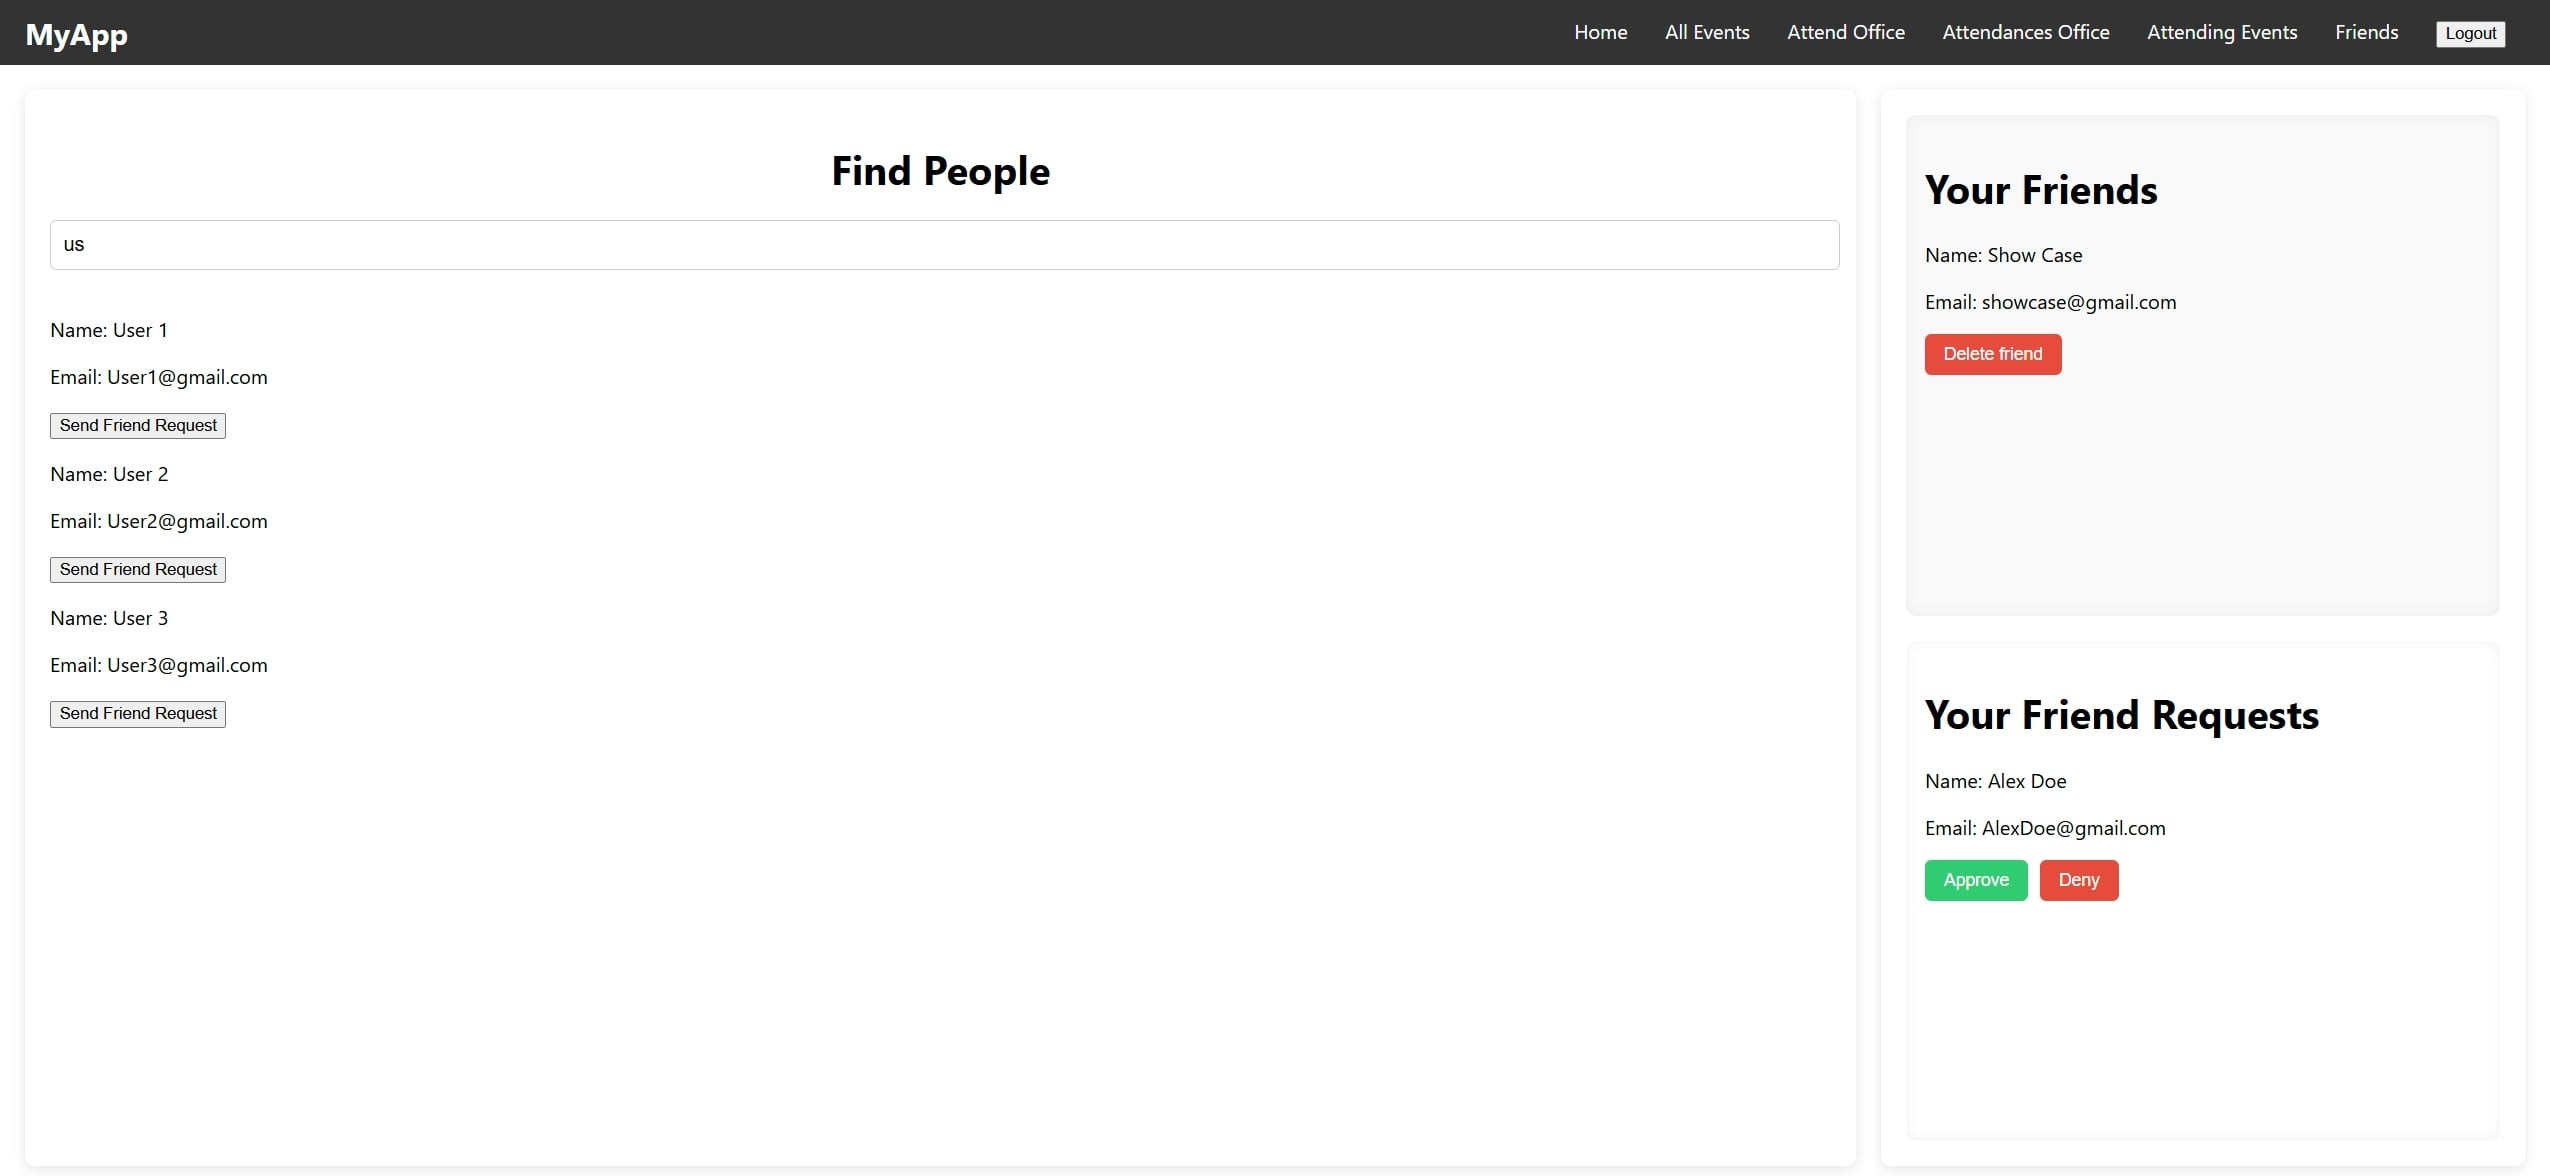 MyApp
Home All Events Attend Office Attendances Office Attending Events Friends Logout
Find People
us
Name: User 1
Email: User1@gmail.com
Send Friend Request
Name: User 2
Email: User2@gmail.com
Send Friend Request
Name: User 3
Email: User3@gmail.com
Send Friend Request
Your Friends
Name: Show Case
Email: showcase@gmail.com
Delete friend
Your Friend Requests
Name: Alex Doe
Email: AlexDoe@gmail.com
Approve Deny